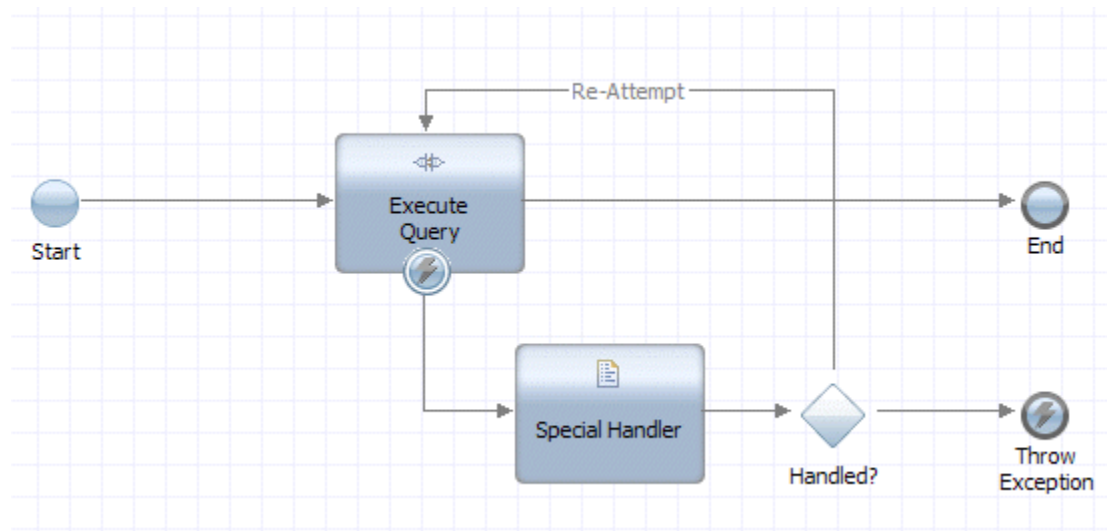 Re-Attempt
Execute
Query
Start
End
Special Handler
Handled?
Throw
Exception